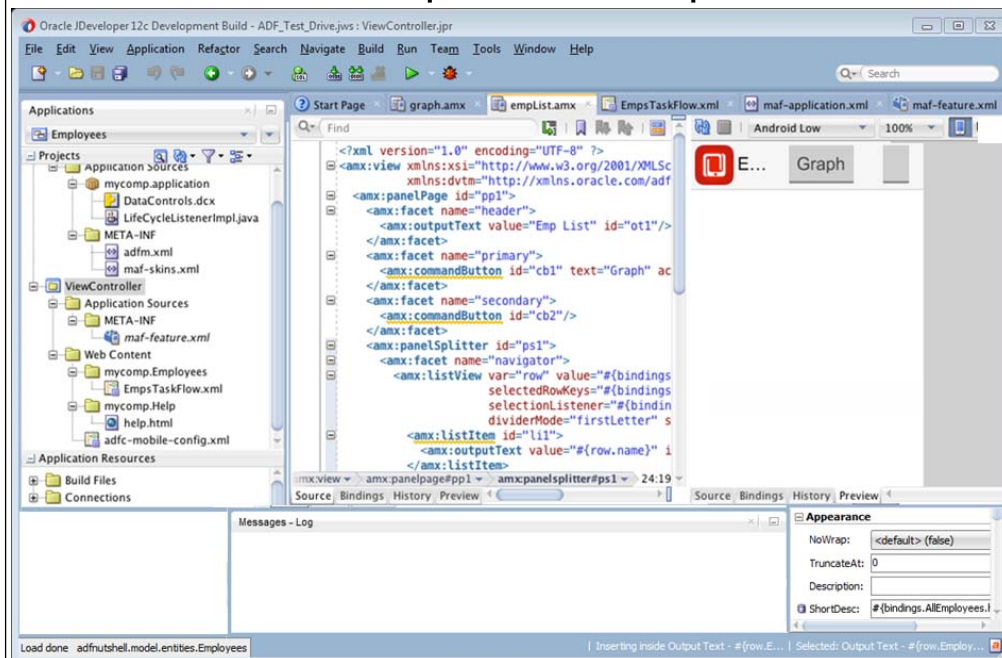 Oracle JDeveloper 12c Development Build - ADF_Test_Drive.jws : ViewController.jpr
File Edit View Application Refactor Search Navigate Build Run Team Tools Window Help
Search
Applications
Employees
Projects
Application Sources
mycomp.application
DataControls.dcx
LifeCycleListenerImpl.java
META-INF
adfm.xml
maf-skins.xml
ViewController
Application Sources
META-INF
maf-feature.xml
Web Content
mycomp.Employees
EmpsTaskFlow.xml
mycomp.Help
help.html
adfc-mobile-config.xml
Application Resources
Build Files
Connections
Start Page graph.amx empList.amx EmpsTaskFlow.xml maf-application.xml maf-feature.xml
Find
<?xml version="1.0" encoding="UTF-8" ?>
<amx:view xmlns:xsi="http://www.w3.org/2001/XMLSc
xmlns:dvtm="http://xmlns.oracle.com/adf
<amx:panelPage id="pp1">
<amx:facet name="header">
<amx:outputText value="Emp List" id="ot1"/>
</amx:facet>
<amx:facet name="primary">
<amx:commandButton id="cb1" text="Graph" ac
</amx:facet>
<amx:facet name="secondary">
<amx:commandButton id="cb2"/>
</amx:facet>
<amx:panelSplitter id="ps1">
<amx:facet name="navigator">
<amx:listView var="row" value="#{bindings
selectedRowKeys="#{bindings
selectionListener="#{bindin
dividerMode="firstLetter" s
<amx:listItem id="li1">
<amx:outputText value="#{row.name}" i
</amx:listItem>
amx:view amx:panelpage#pp1 amx:panelsplitter#ps1 24:19
Source Bindings History Preview
Android Low 100%
E... Graph
Source Bindings History Preview
Messages - Log
Appearance
NoWrap: <default> (false)
TruncateAt: 0
Description:
ShortDesc: #{bindings.AllEmployees.h
Load done adfnutshell.model.entities.Employees
Inserting inside Output Text - #{row.E... | Selected: Output Text - #{row.Employ...